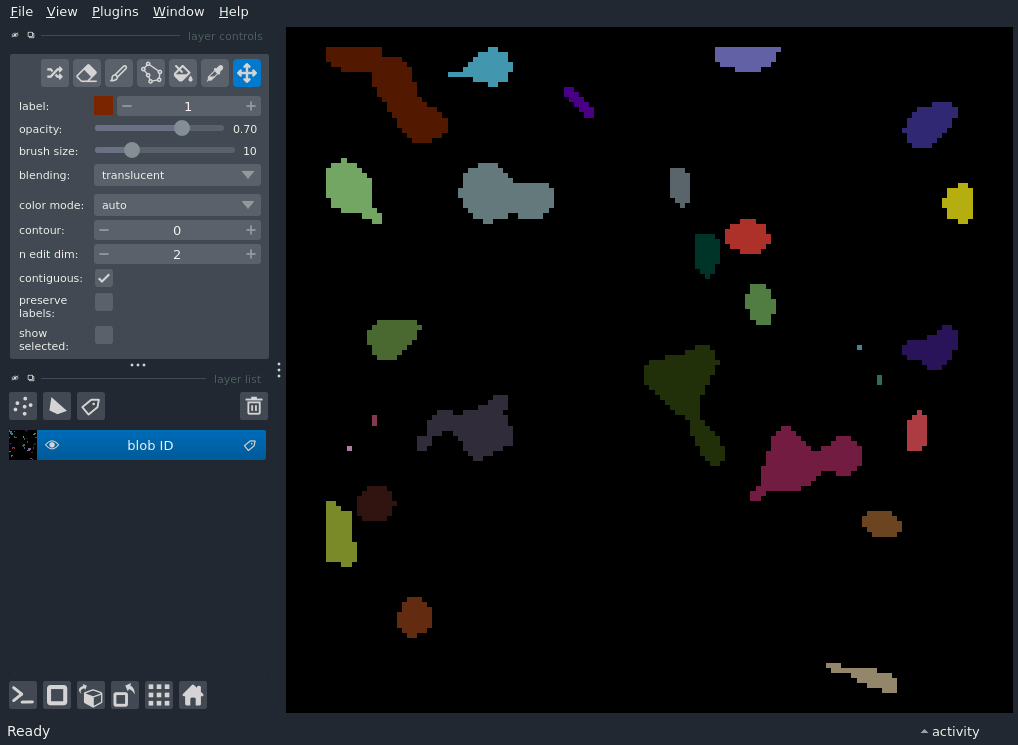 File View Plugins Window Help
layer controls
label: 1
opacity: 0.70
brush size: 10
blending: translucent
color mode: auto
contour: 0
n edit dim: 2
contiguous:
preserve
labels:
show
selected:
layer list
blob ID
Ready
activity